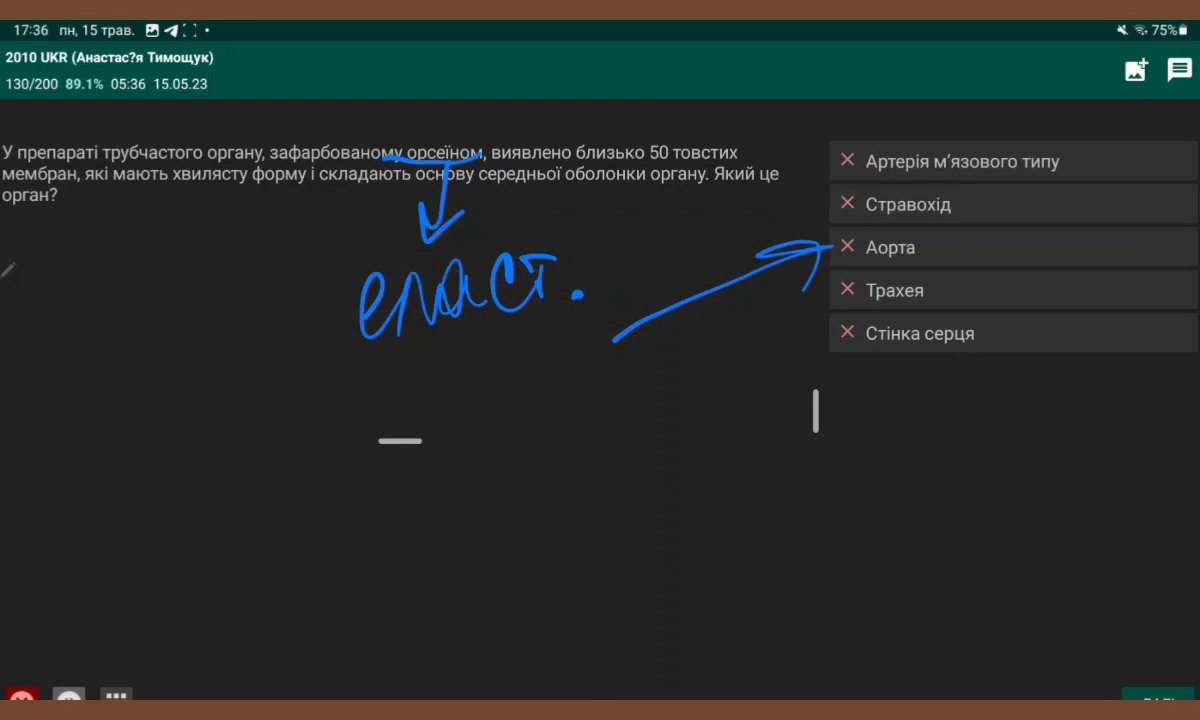 17:36 пн, 15 трав. 75%
2010 UKR (Анастас?я Тимощук)
130/200 89.1% 05:36 15.05.23
У препараті трубчастого органу, зафарбованому орсеїном, виявлено близько 50 товстих
мембран, які мають хвилясту форму і складають основу середньої оболонки органу. Який це
орган?
Артерія м'язового типу
Стравохід
Аорта
Трахея
Стінка серця
еласт.